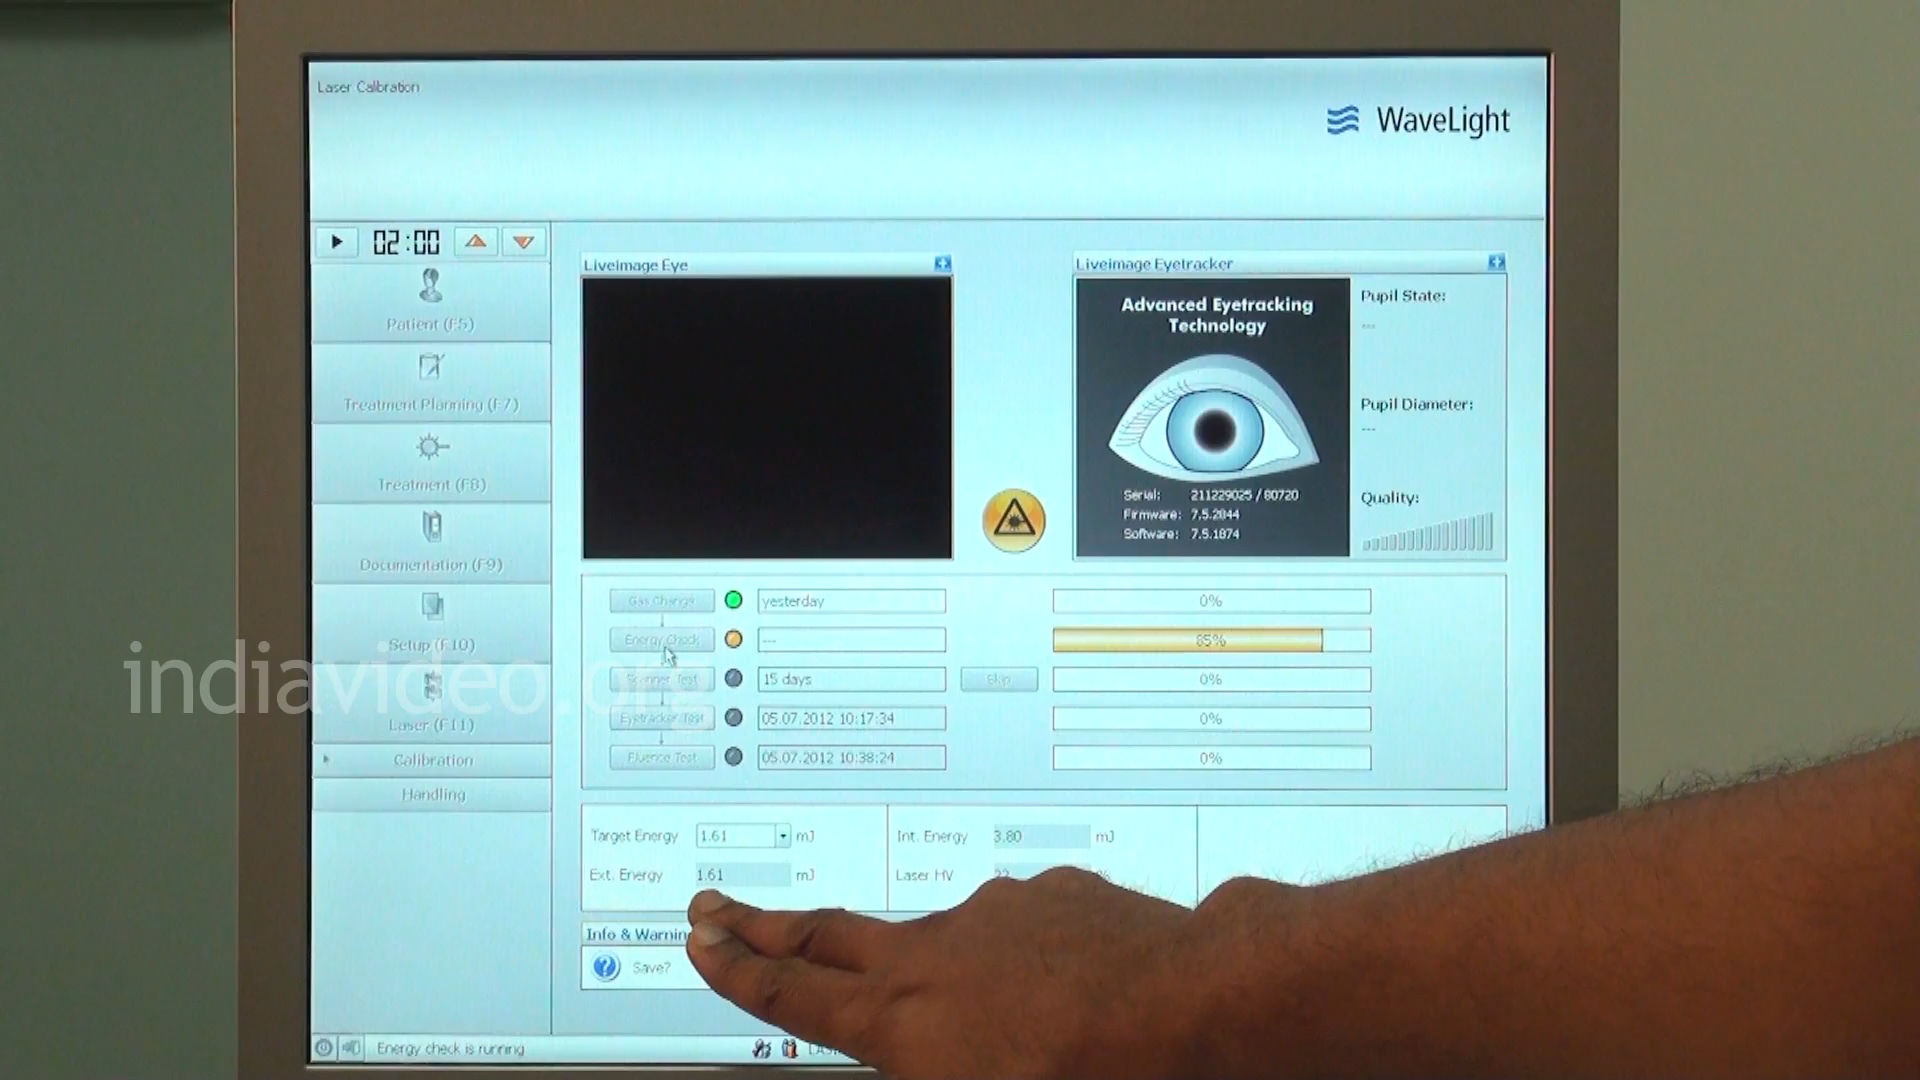 Laser Calibration
WaveLight
02:00
LiveImage Eye
LiveImage Eyetracker
Patient (F5)
Treatment Planning (F7)
Treatment (F8)
Documentation (F9)
Setup (F10)
Laser (F11)
Calibration
Handling
Advanced Eyetracking
Technology
Serial: 211229025 / 80720
Firmware: 7.5.2044
Software: 7.5.1874
Pupil State:
---
Pupil Diameter:
---
Quality:
Gas Change yesterday 0%
Energy Check --- 85%
Scanner Test 15 days Skip 0%
Eyetracker Test 05.07.2012 10:17:34 0%
Fluence Test 05.07.2012 10:38:24 0%
Target Energy 1.61 mJ Int. Energy 3.80 mJ
Ext. Energy 1.61 mJ Laser HV %
Info &
Save?
Energy check is running
indiavideo.org